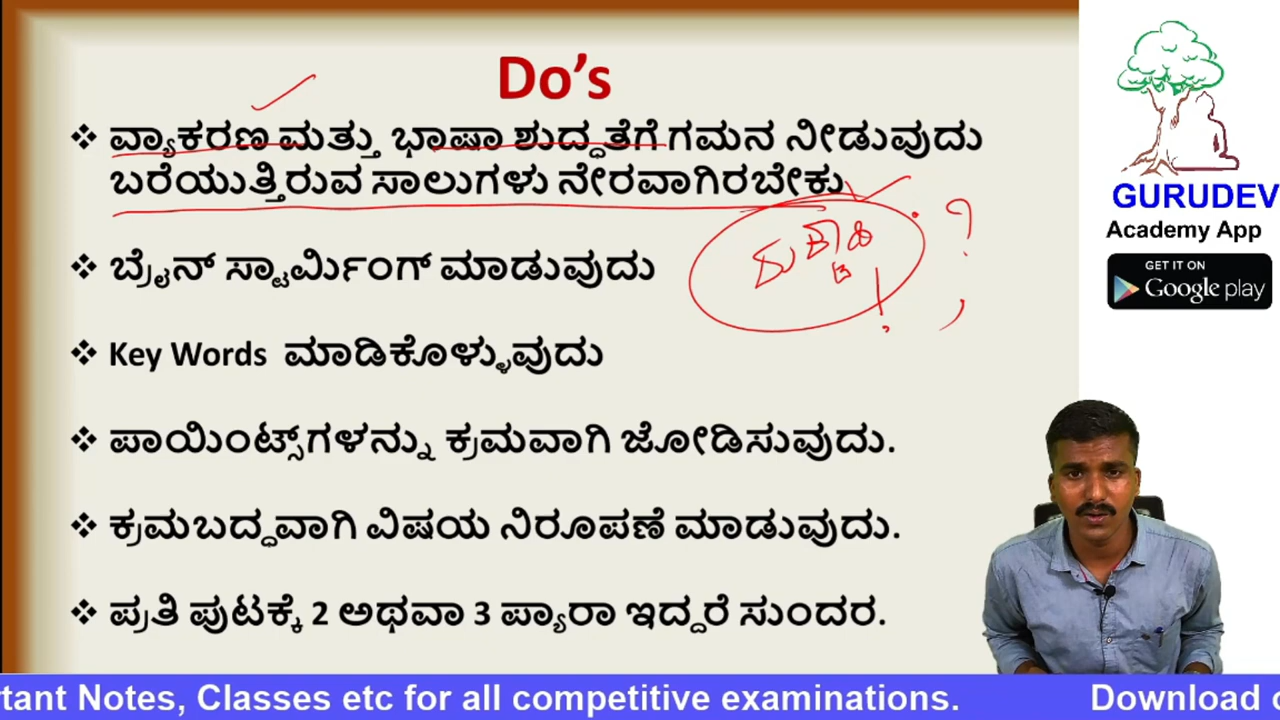 Do's
❖ ವ್ಯಾಕರಣ ಮತ್ತು ಭಾಷಾ ಶುದ್ಧತೆಗೆ ಗಮನ ನೀಡುವುದು
ಬರೆಯುತ್ತಿರುವ ಸಾಲುಗಳು ನೇರವಾಗಿರಬೇಕು
❖ ಬ್ರೈನ್ ಸ್ಟಾರ್ಮಿಂಗ್ ಮಾಡುವುದು
❖ Key Words ಮಾಡಿಕೊಳ್ಳುವುದು
❖ ಪಾಯಿಂಟ್ಸ್‌ಗಳನ್ನು ಕ್ರಮವಾಗಿ ಜೋಡಿಸುವುದು.
❖ ಕ್ರಮಬದ್ಧವಾಗಿ ವಿಷಯ ನಿರೂಪಣೆ ಮಾಡುವುದು.
❖ ಪ್ರತಿ ಪುಟಕ್ಕೆ 2 ಅಥವಾ 3 ಪ್ಯಾರಾ ಇದ್ದರೆ ಸುಂದರ.
GURUDEV
Academy App
GET IT ON
Google play
rtant Notes, Classes etc for all competitive examinations. Download